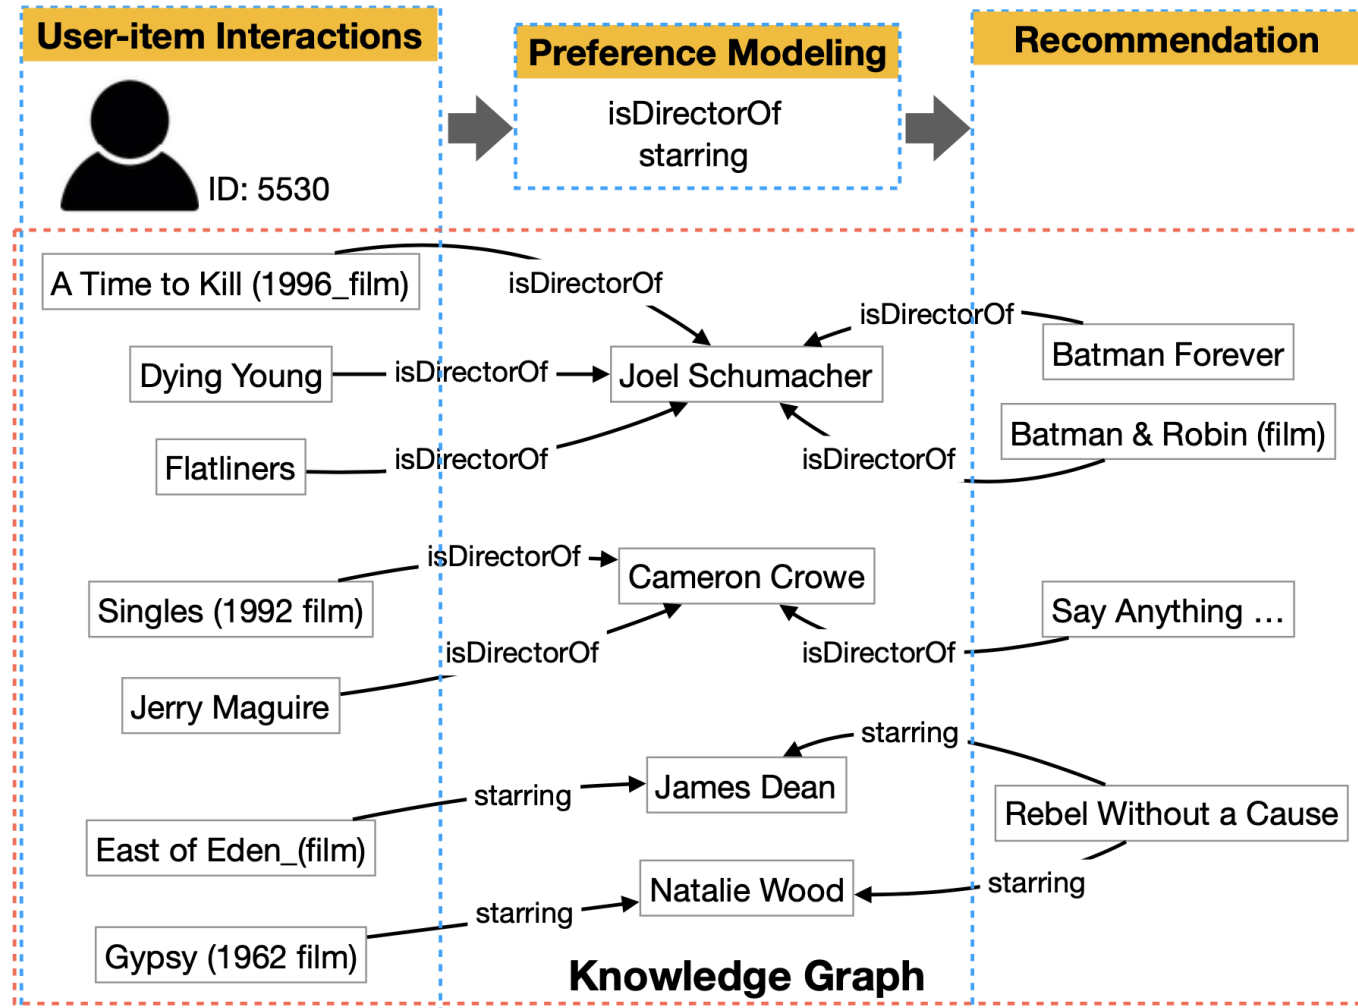 User-item Interactions
Preference Modeling
Recommendation
isDirectorOf
starring
ID: 5530
A Time to Kill (1996_film)
isDirectorOf
isDirectorOf
Batman Forever
Dying Young
isDirectorOf
Joel Schumacher
Batman & Robin (film)
Flatliners
isDirectorOf
isDirectorOf
isDirectorOf
Cameron Crowe
Singles (1992 film)
Say Anything ...
isDirectorOf
isDirectorOf
Jerry Maguire
starring
starring
James Dean
Rebel Without a Cause
East of Eden_(film)
Natalie Wood
starring
starring
Gypsy (1962 film)
Knowledge Graph